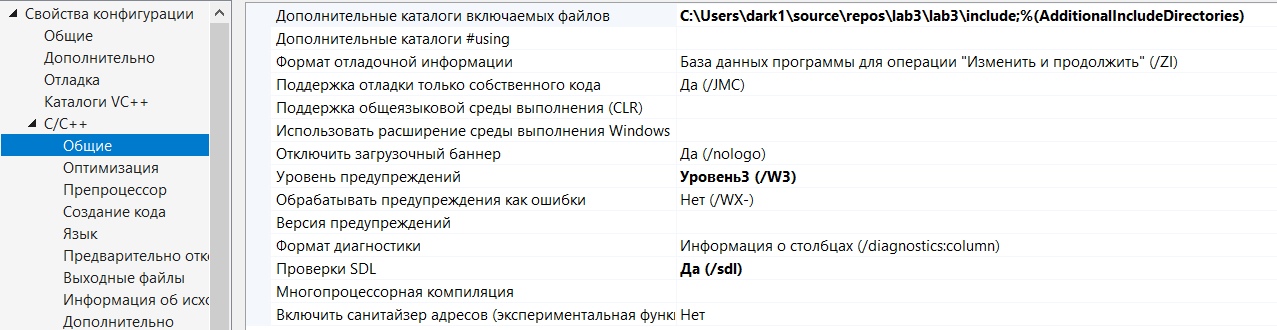 Свойства конфигурации
Общие
Дополнительно
Отладка
Каталоги VC++
C/C++
Общие
Оптимизация
Препроцессор
Создание кода
Язык
Предварительно отко
Выходные файлы
Информация об исхо
Дополнительно
Дополнительные каталоги включаемых файлов C:\Users\dark1\source\repos\lab3\lab3\include;%(AdditionalIncludeDirectories)
Дополнительные каталоги #using
Формат отладочной информации База данных программы для операции "Изменить и продолжить" (/ZI)
Поддержка отладки только собственного кода Да (/JMC)
Поддержка общеязыковой среды выполнения (CLR)
Использовать расширение среды выполнения Windows
Отключить загрузочный баннер Да (/nologo)
Уровень предупреждений Уровень3 (/W3)
Обрабатывать предупреждения как ошибки Нет (/WX-)
Версия предупреждений
Формат диагностики Информация о столбцах (/diagnostics:column)
Проверки SDL Да (/sdl)
Многопроцессорная компиляция
Включить санитайзер адресов (экспериментальная функ Нет